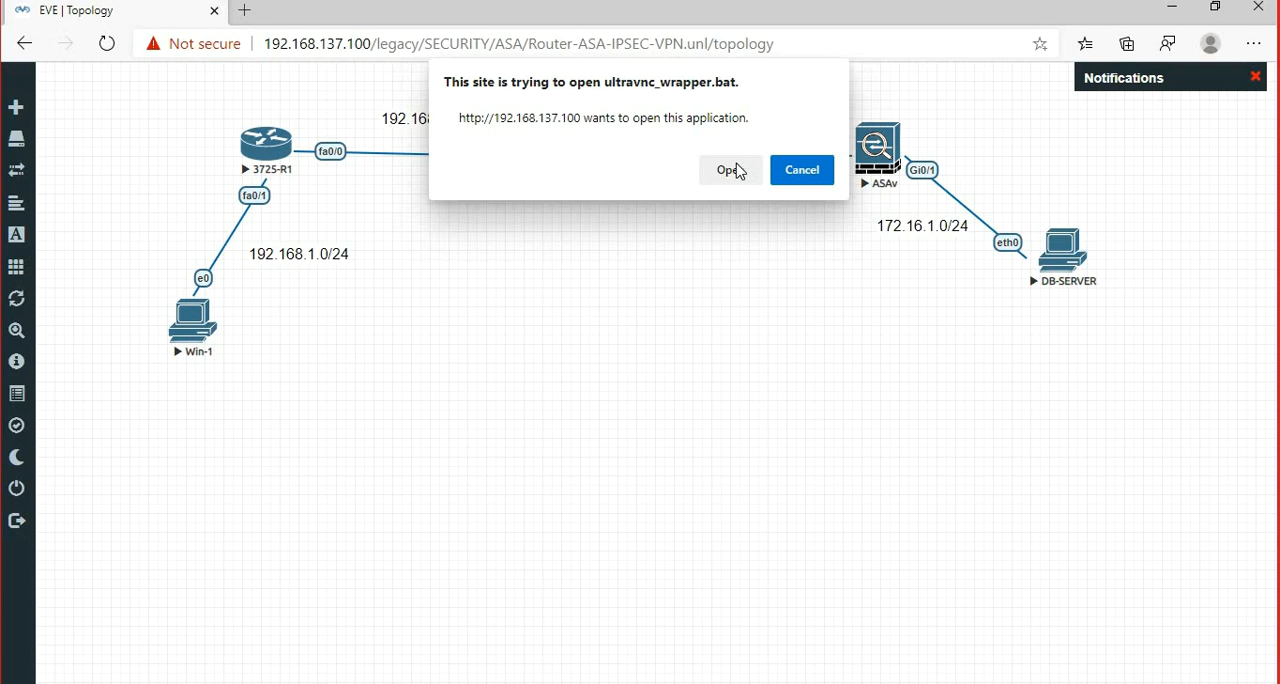 EVE | Topology
Not secure
192.168.137.100/legacy/SECURITY/ASA/Router-ASA-IPSEC-VPN.unl/topology
Notifications
This site is trying to open ultravnc_wrapper.bat.
http://192.168.137.100 wants to open this application.
Open
Cancel
192.168
fa0/0
3725-R1
fa0/1
192.168.1.0/24
e0
Win-1
ASAv
Gi0/1
172.16.1.0/24
eth0
DB-SERVER